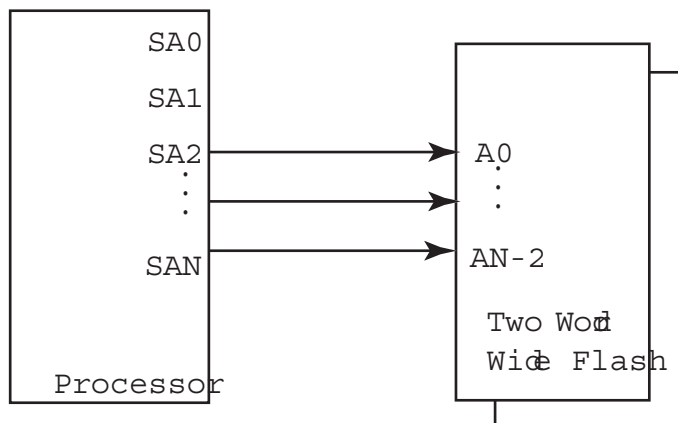 SA0
SA1
SA2
SAN
Processor
A0
AN-2
Two Word
Wide Flash